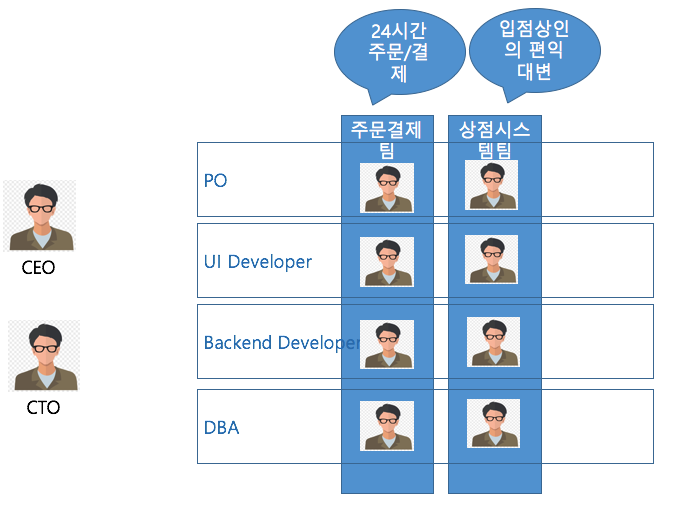 24시간
주문/결
제
입점상인
의 편익
대변
주문결제
팀
상점시스
템팀
PO
UI Developer
Backend Developer
DBA
CEO
CTO